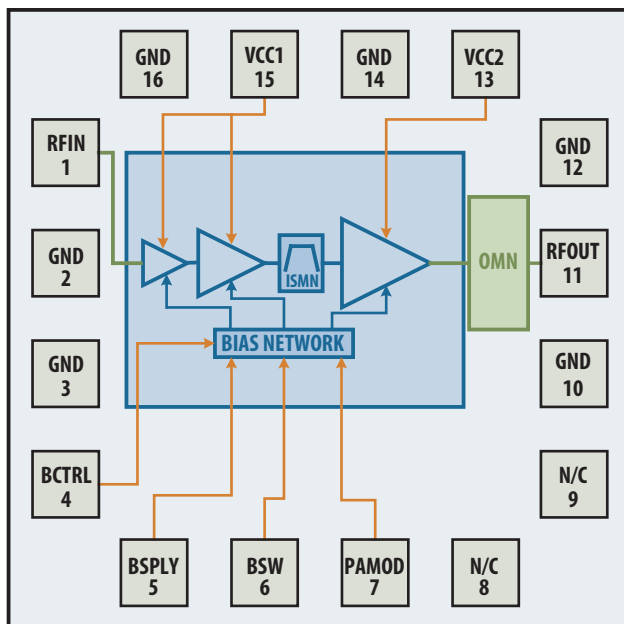 GND
16
VCC1
15
GND
14
VCC2
13
RFIN
1
GND
12
GND
2
ISMN
OMN
RFOUT
11
BIAS NETWORK
GND
3
GND
10
BCTRL
4
N/C
9
BSPLY
5
BSW
6
PAMOD
7
N/C
8